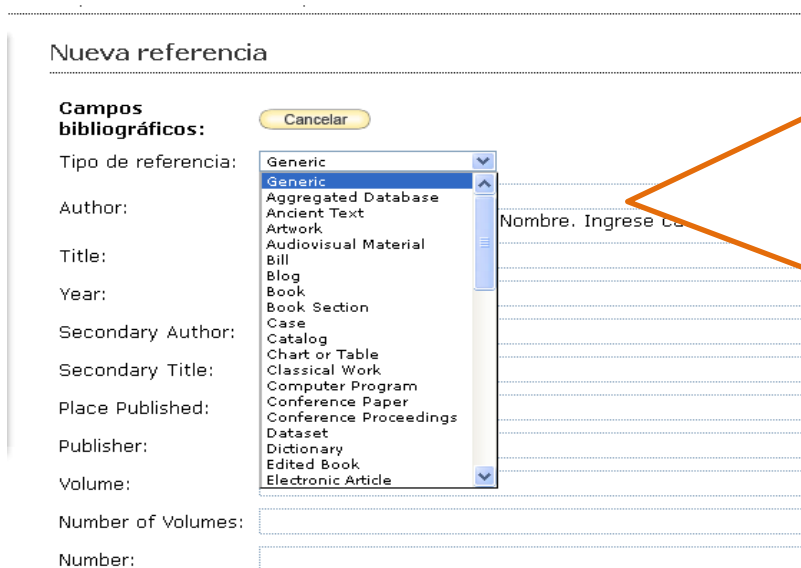 Nueva referencia
Campos
bibliográficos:
Cancelar
Tipo de referencia:
Generic
Generic
Aggregated Database
Ancient Text
Artwork
Audiovisual Material
Bill
Blog
Book
Book Section
Case
Catalog
Chart or Table
Classical Work
Computer Program
Conference Paper
Conference Proceedings
Dataset
Dictionary
Edited Book
Electronic Article
Author:
Nombre. Ingrese
Title:
Year:
Secondary Author:
Secondary Title:
Place Published:
Publisher:
Volume:
Number of Volumes:
Number: